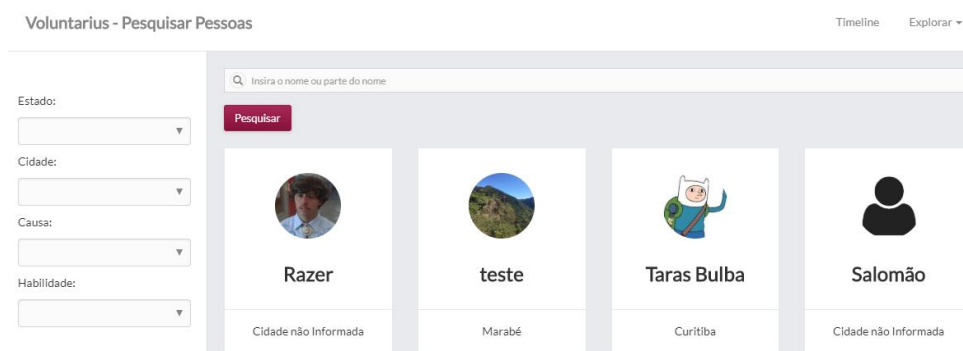 Voluntarius - Pesquisar Pessoas
Timeline
Explorar
Insira o nome ou parte do nome
Pesquisar
Estado:
Cidade:
Causa:
Habilidade:
Razer
teste
Taras Bulba
Salomão
Cidade não Informada
Marabé
Curitiba
Cidade não Informada